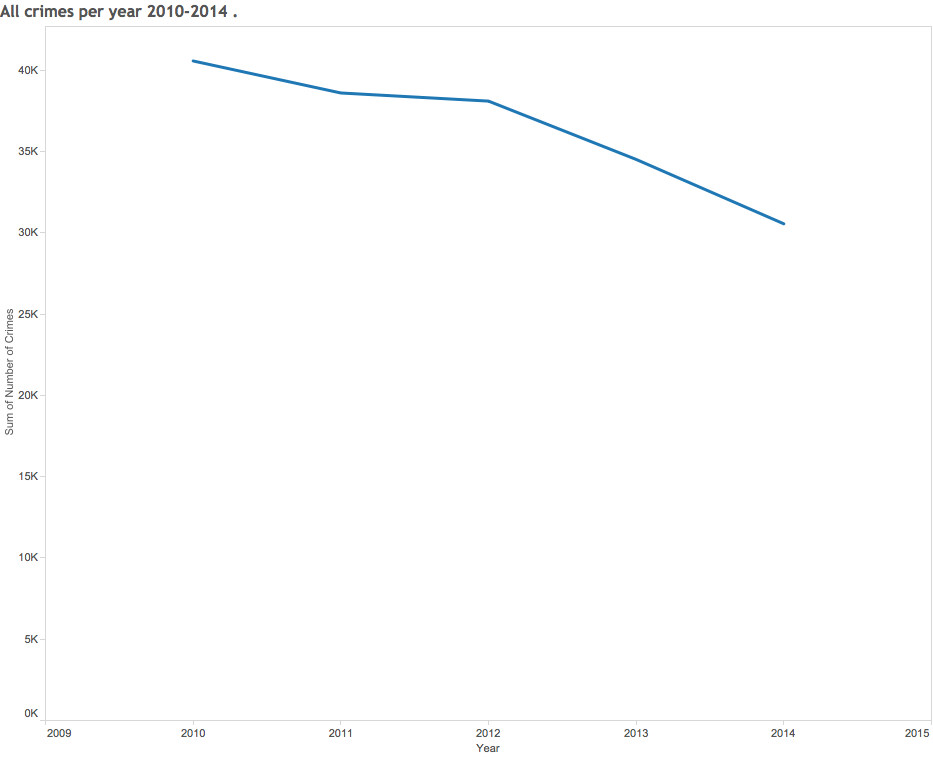 All crimes per year 2010-2014 .
40K
35K
30K
25K
20K
15K
10K
5K
0K
Sum of Number of Crimes
2009 2010 2011 2012 2013 2014 2015
Year